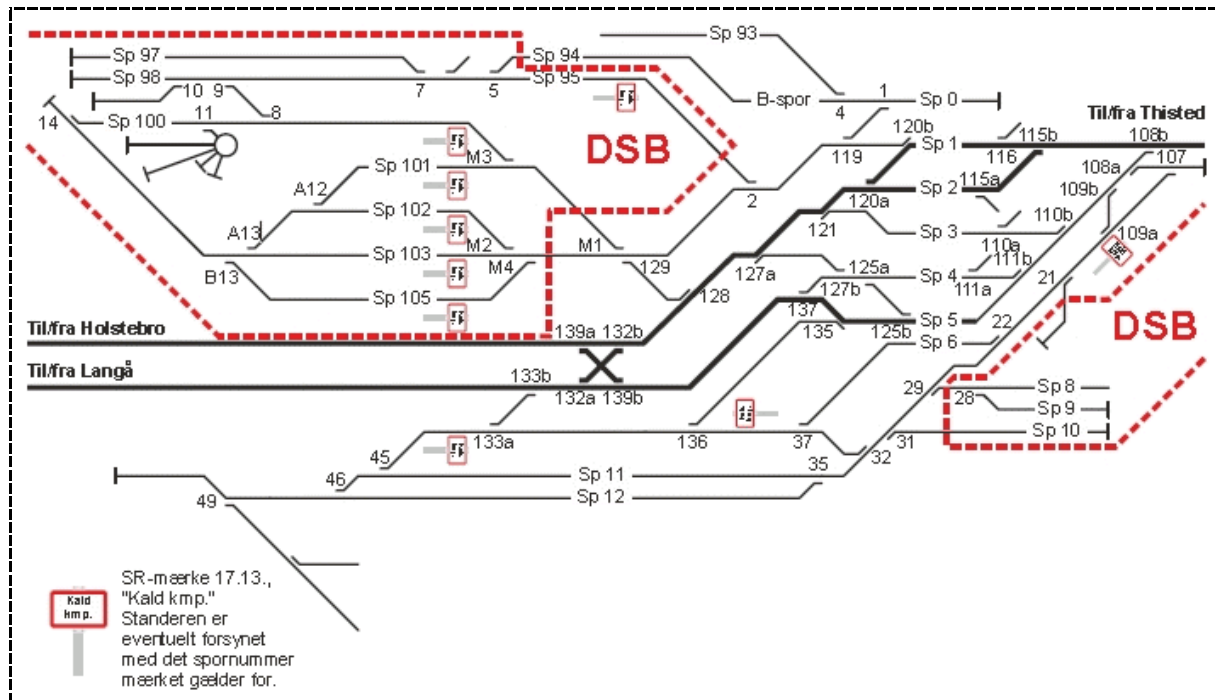 Sp 93
Sp 97
Sp 94
Sp 98
Sp 95
7
5
10
9
B-spor
1
4
Sp 0
14
Sp 100
11
8
120b
Sp 1
115b
Til/fra Thisted
108b
DSB
M3
119
116
108a
107
Sp 101
A12
2
Sp 2
115a
109b
120a
A13
Sp 102
121
Sp 3
110b
109a
M2
M1
110a
Sp 103
B13
M4
129
127a
125a
111b
Sp 4
127b
111a
21
Sp 105
128
137
Sp 5
22
DSB
Til/fra Holstebro
139a
132b
135
125b
Sp 6
Til/fra Langå
133b
132a
139b
29
28
Sp 8
Sp 9
133a
136
37
31
Sp 10
45
32
46
Sp 11
35
49
Sp 12
Kald
kmp.
SR-mærke 17.13.,
"Kald kmp."
Standeren er
eventuelt forsynet
med det spornummer
mærket gælder for.